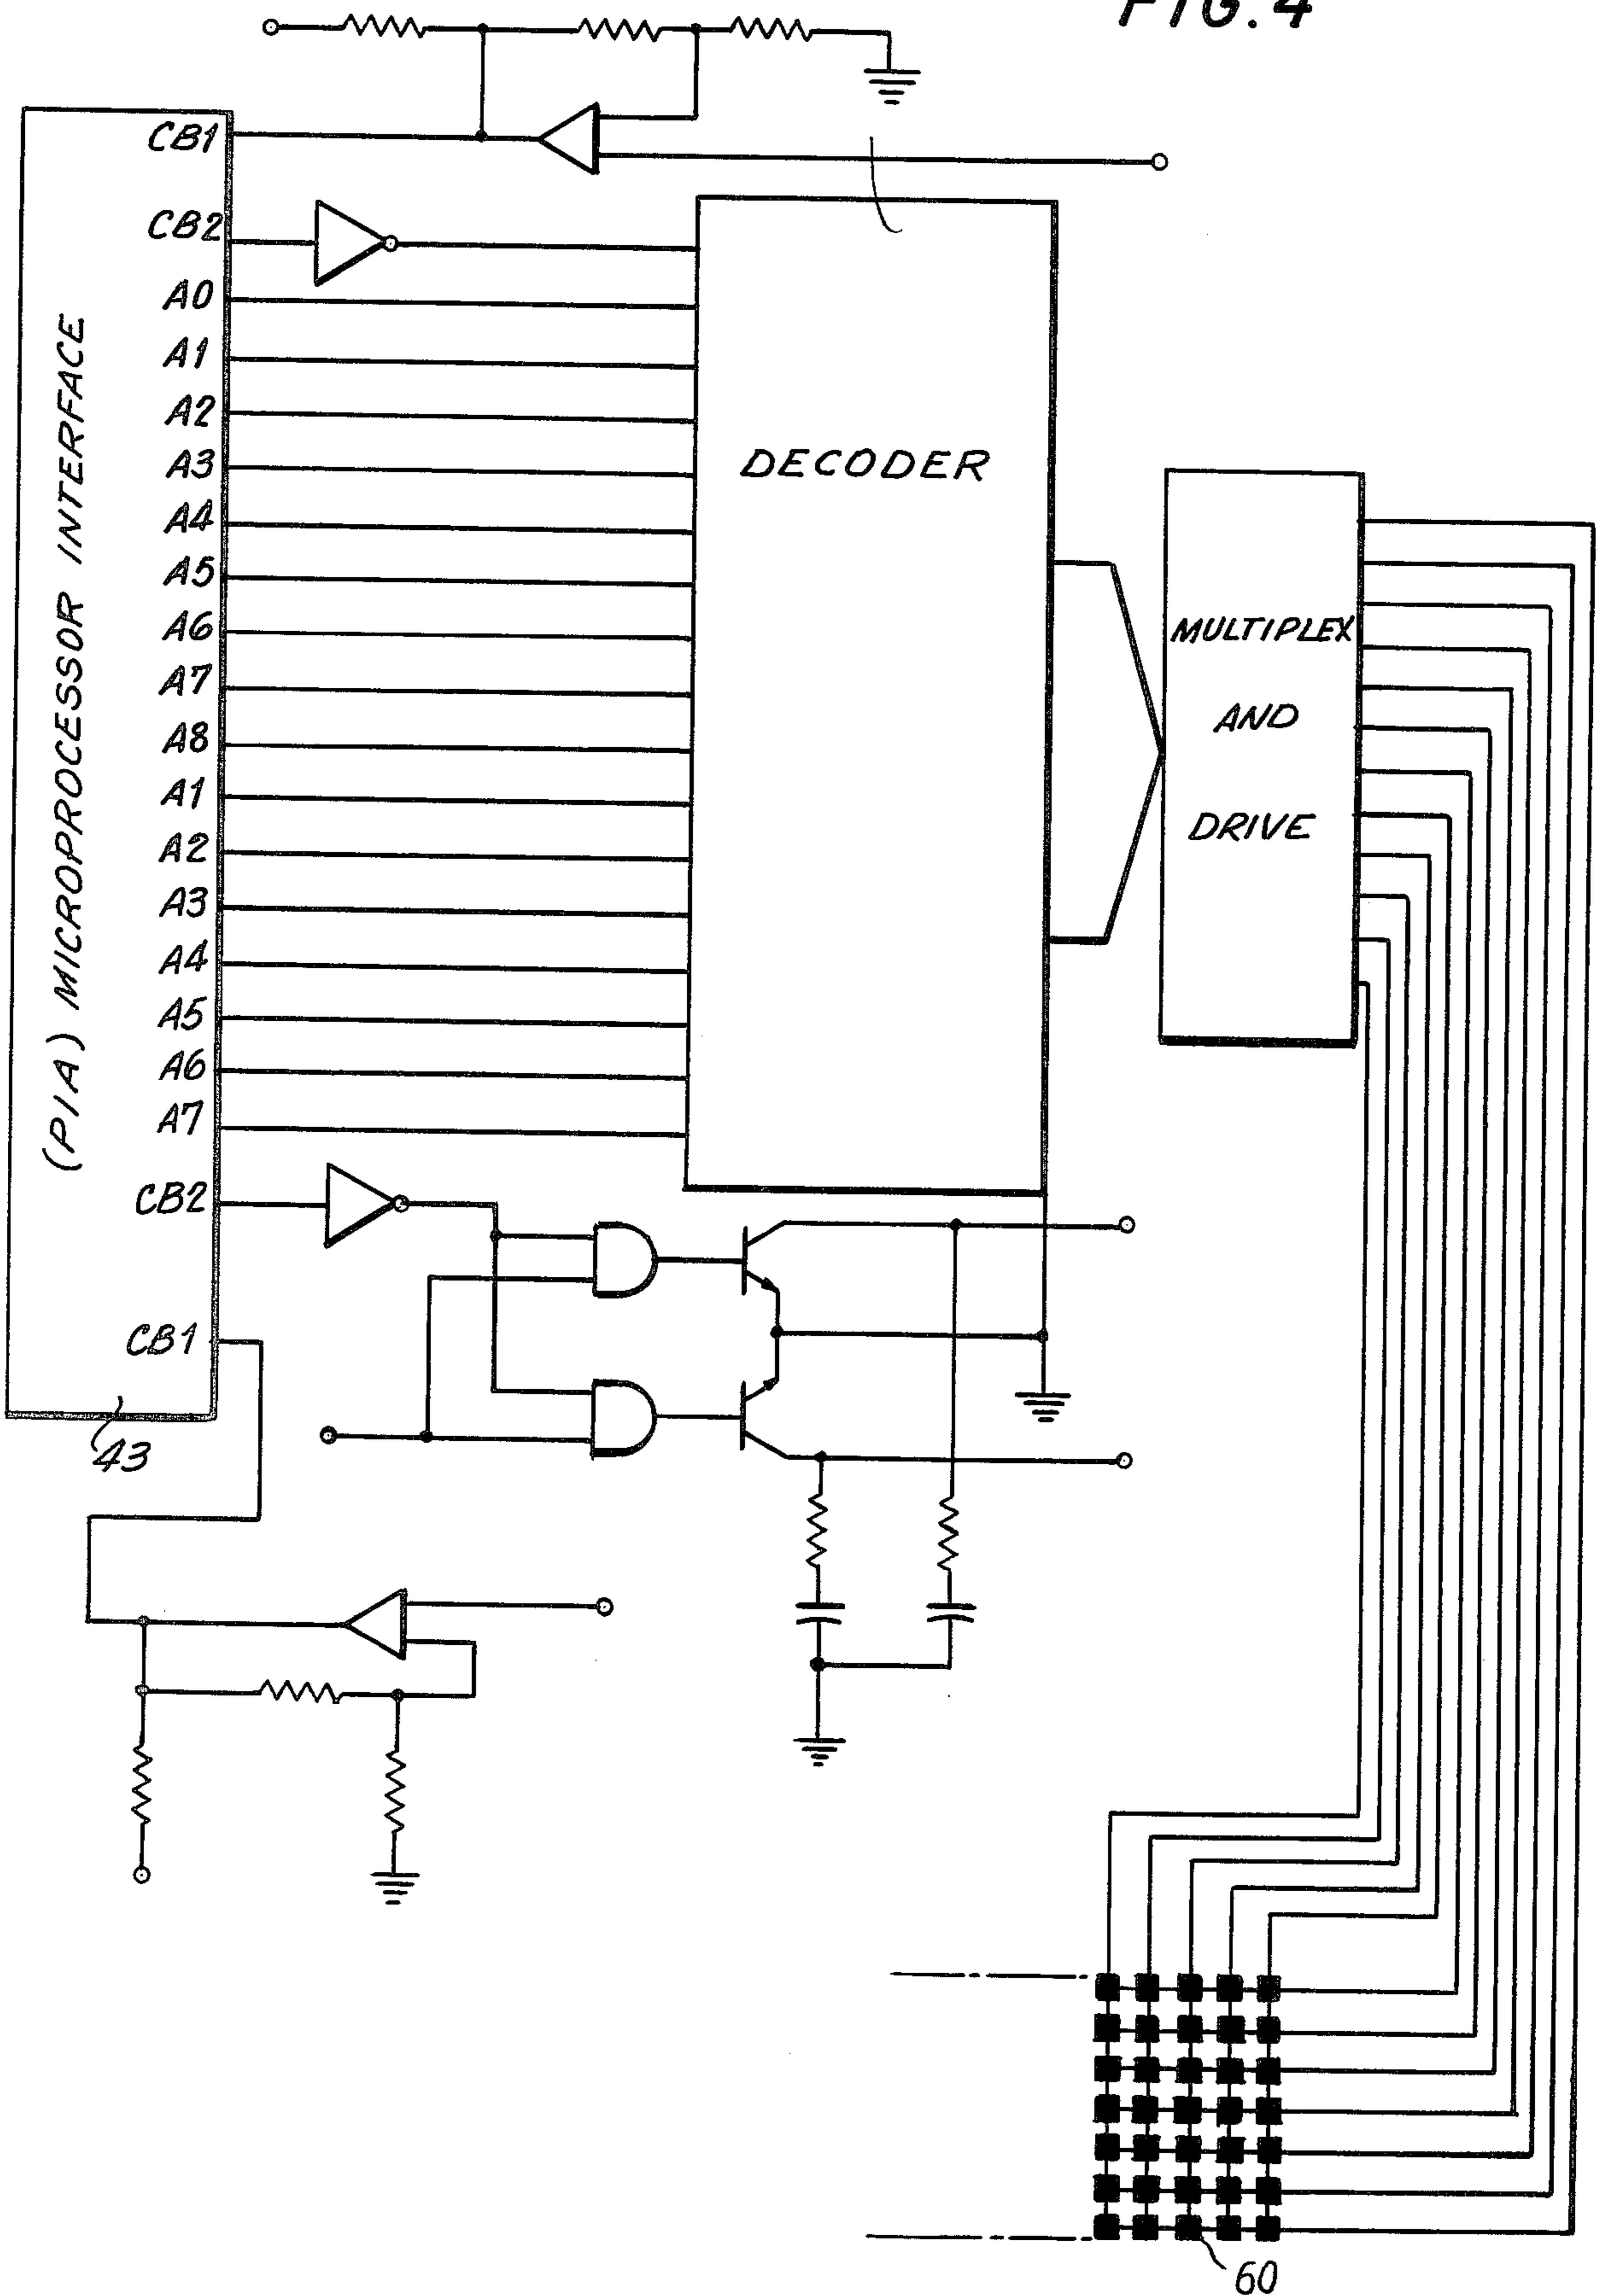 FIG. 4
CB1
CB2
A0
A1
A2
A3
A4
A5
A6
A7
A8
A1
A2
A3
A4
A5
A6
A7
CB2
CB1
(PIA) MICROPROCESSOR INTERFACE
43
DECODER
MULTIPLEX
AND
DRIVE
60